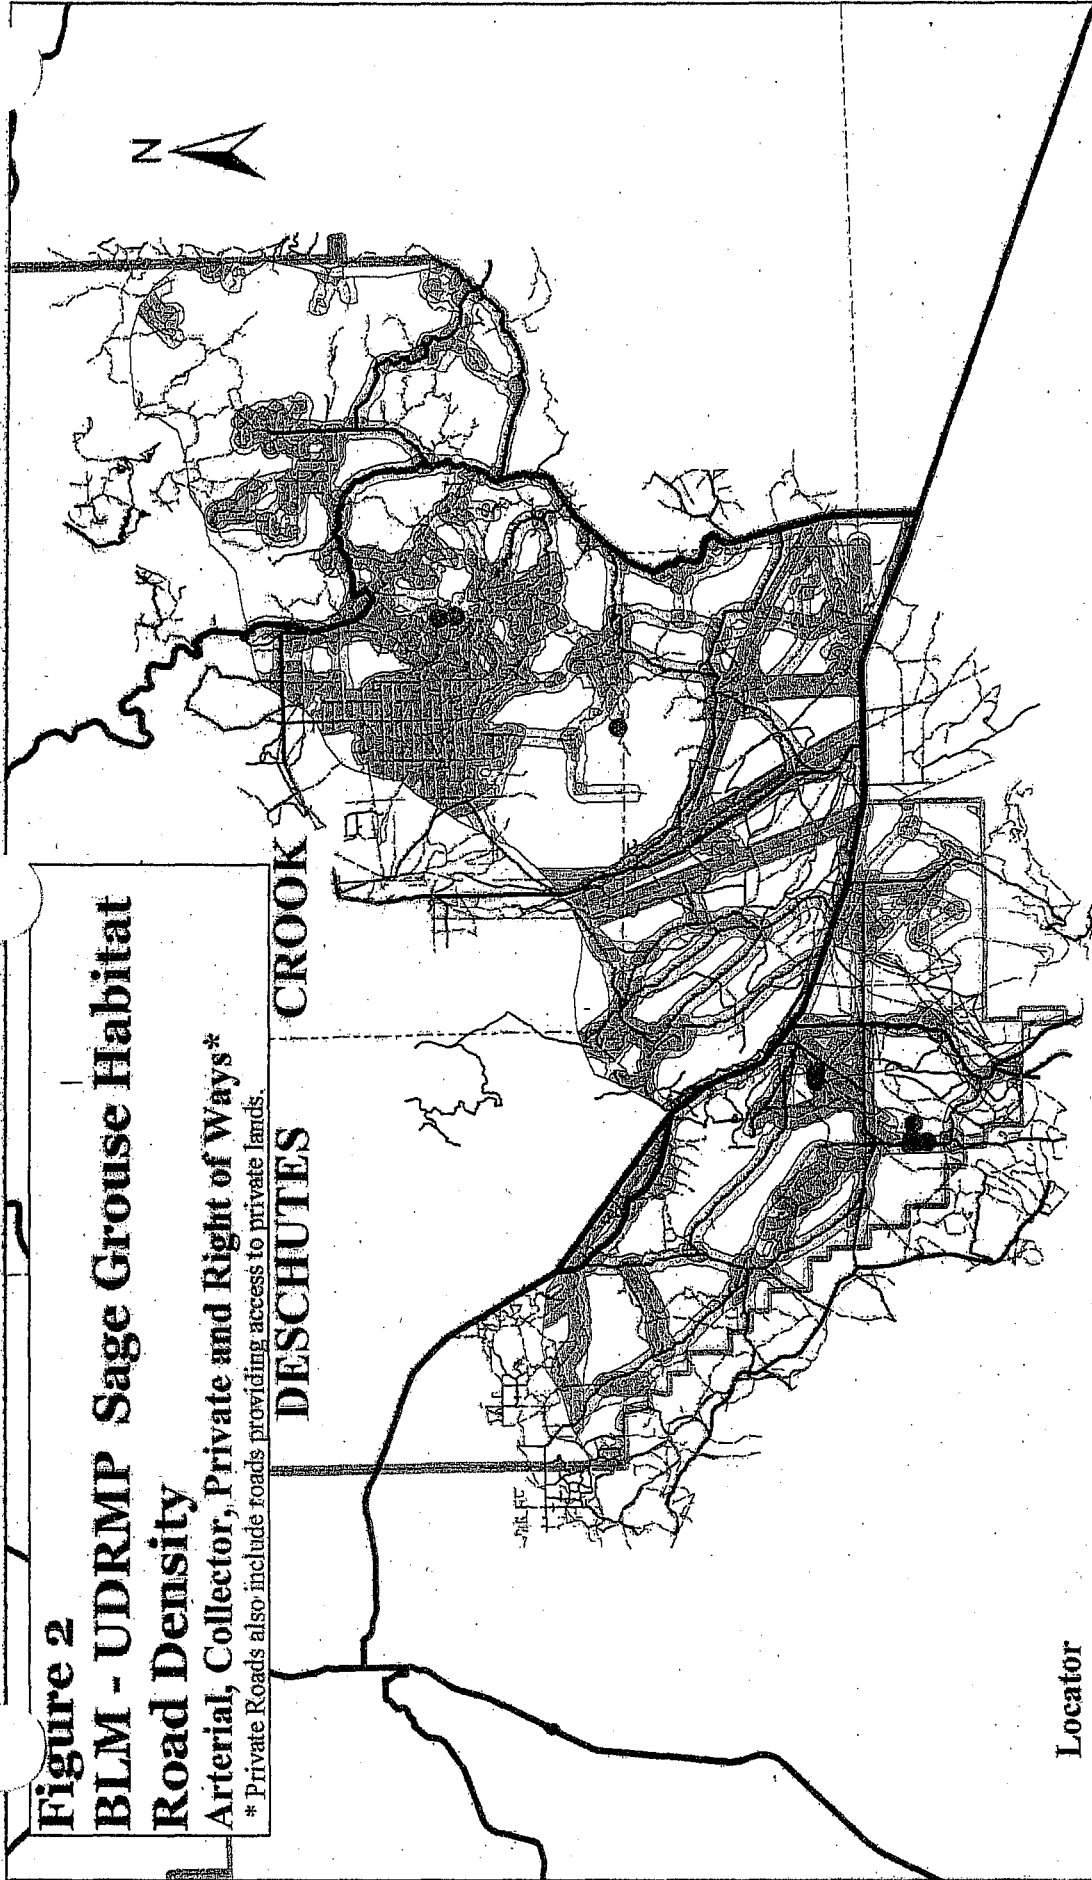 Figure 2
BLM - UDRMP Sage Grouse Habitat
Road Density
Arterial, Collector, Private and Right of Ways*
* Private Roads also include roads providing access to private lands.
N
DESCHUTES
CROOK
Locator